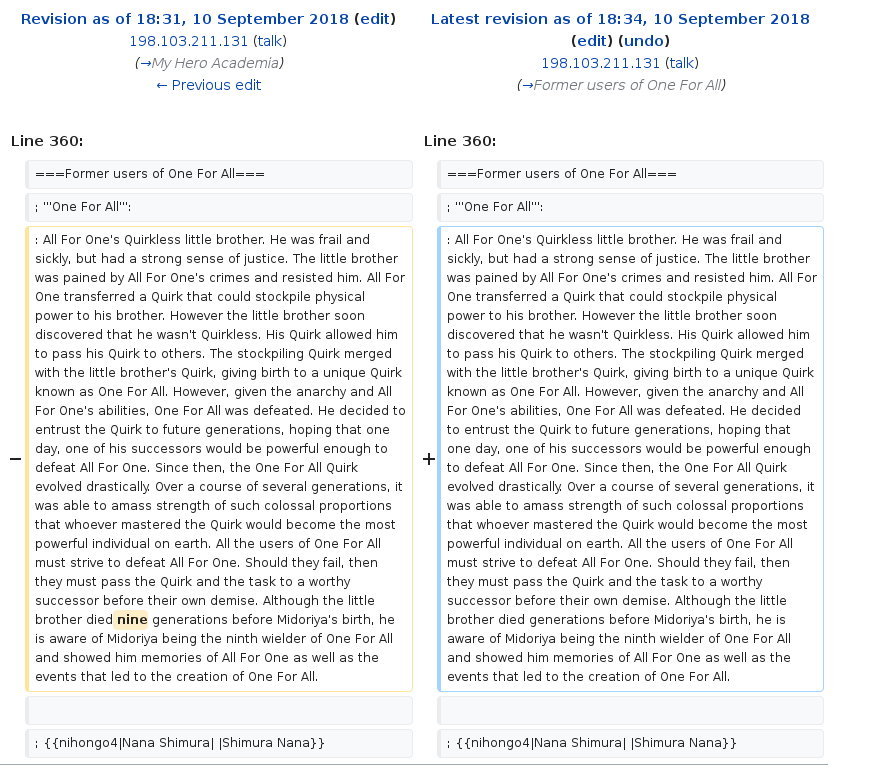 Revision as of 18:31, 10 September 2018 (edit)
198.103.211.131 (talk)
(→My Hero Academia)
← Previous edit
Latest revision as of 18:34, 10 September 2018
(edit) (undo)
198.103.211.131 (talk)
(→Former users of One For All)
Line 360:
===Former users of One For All===
; '''One For All''':
−
: All For One's Quirkless little brother. He was frail and
sickly, but had a strong sense of justice. The little brother
was pained by All For One's crimes and resisted him. All For
One transferred a Quirk that could stockpile physical
power to his brother. However the little brother soon
discovered that he wasn't Quirkless. His Quirk allowed him
to pass his Quirk to others. The stockpiling Quirk merged
with the little brother's Quirk, giving birth to a unique Quirk
known as One For All. However, given the anarchy and All
For One's abilities, One For All was defeated. He decided to
entrust the Quirk to future generations, hoping that one
day, one of his successors would be powerful enough to
defeat All For One. Since then, the One For All Quirk
evolved drastically. Over a course of several generations, it
was able to amass strength of such colossal proportions
that whoever mastered the Quirk would become the most
powerful individual on earth. All the users of One For All
must strive to defeat All For One. Should they fail, then
they must pass the Quirk and the task to a worthy
successor before their own demise. Although the little
brother died nine generations before Midoriya's birth, he
is aware of Midoriya being the ninth wielder of One For All
and showed him memories of All For One as well as the
events that led to the creation of One For All.
; {{nihongo4|Nana Shimura| |Shimura Nana}}
Line 360:
===Former users of One For All===
; '''One For All''':
+
: All For One's Quirkless little brother. He was frail and
sickly, but had a strong sense of justice. The little brother
was pained by All For One's crimes and resisted him. All For
One transferred a Quirk that could stockpile physical
power to his brother. However the little brother soon
discovered that he wasn't Quirkless. His Quirk allowed him
to pass his Quirk to others. The stockpiling Quirk merged
with the little brother's Quirk, giving birth to a unique Quirk
known as One For All. However, given the anarchy and All
For One's abilities, One For All was defeated. He decided
to entrust the Quirk to future generations, hoping that
one day, one of his successors would be powerful enough
to defeat All For One. Since then, the One For All Quirk
evolved drastically. Over a course of several generations, it
was able to amass strength of such colossal proportions
that whoever mastered the Quirk would become the most
powerful individual on earth. All the users of One For All
must strive to defeat All For One. Should they fail, then
they must pass the Quirk and the task to a worthy
successor before their own demise. Although the little
brother died generations before Midoriya's birth, he is
aware of Midoriya being the ninth wielder of One For All
and showed him memories of All For One as well as the
events that led to the creation of One For All.
; {{nihongo4|Nana Shimura| |Shimura Nana}}